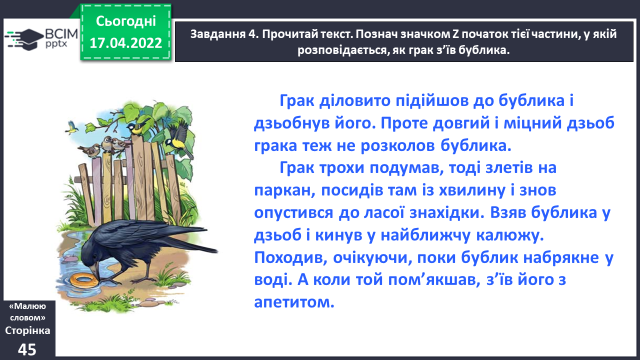 ВСІМ
pptx
Сьогодні
17.04.2022
Завдання 4. Прочитай текст. Познач значком Z початок тієї частини, у якій
розповідається, як грак з’їв бублика.
Грак діловито підійшов до бублика і
дзьобнув його. Проте довгий і міцний дзьоб
грака теж не розколов бублика.
Грак трохи подумав, тоді злетів на
паркан, посидів там із хвилину і знов
опустився до ласої знахідки. Взяв бублика у
дзьоб і кинув у найближчу калюжу.
Походив, очікуючи, поки бублик набрякне у
воді. А коли той пом’якшав, з’їв його з
апетитом.
«Малюю
словом»
Сторінка
45